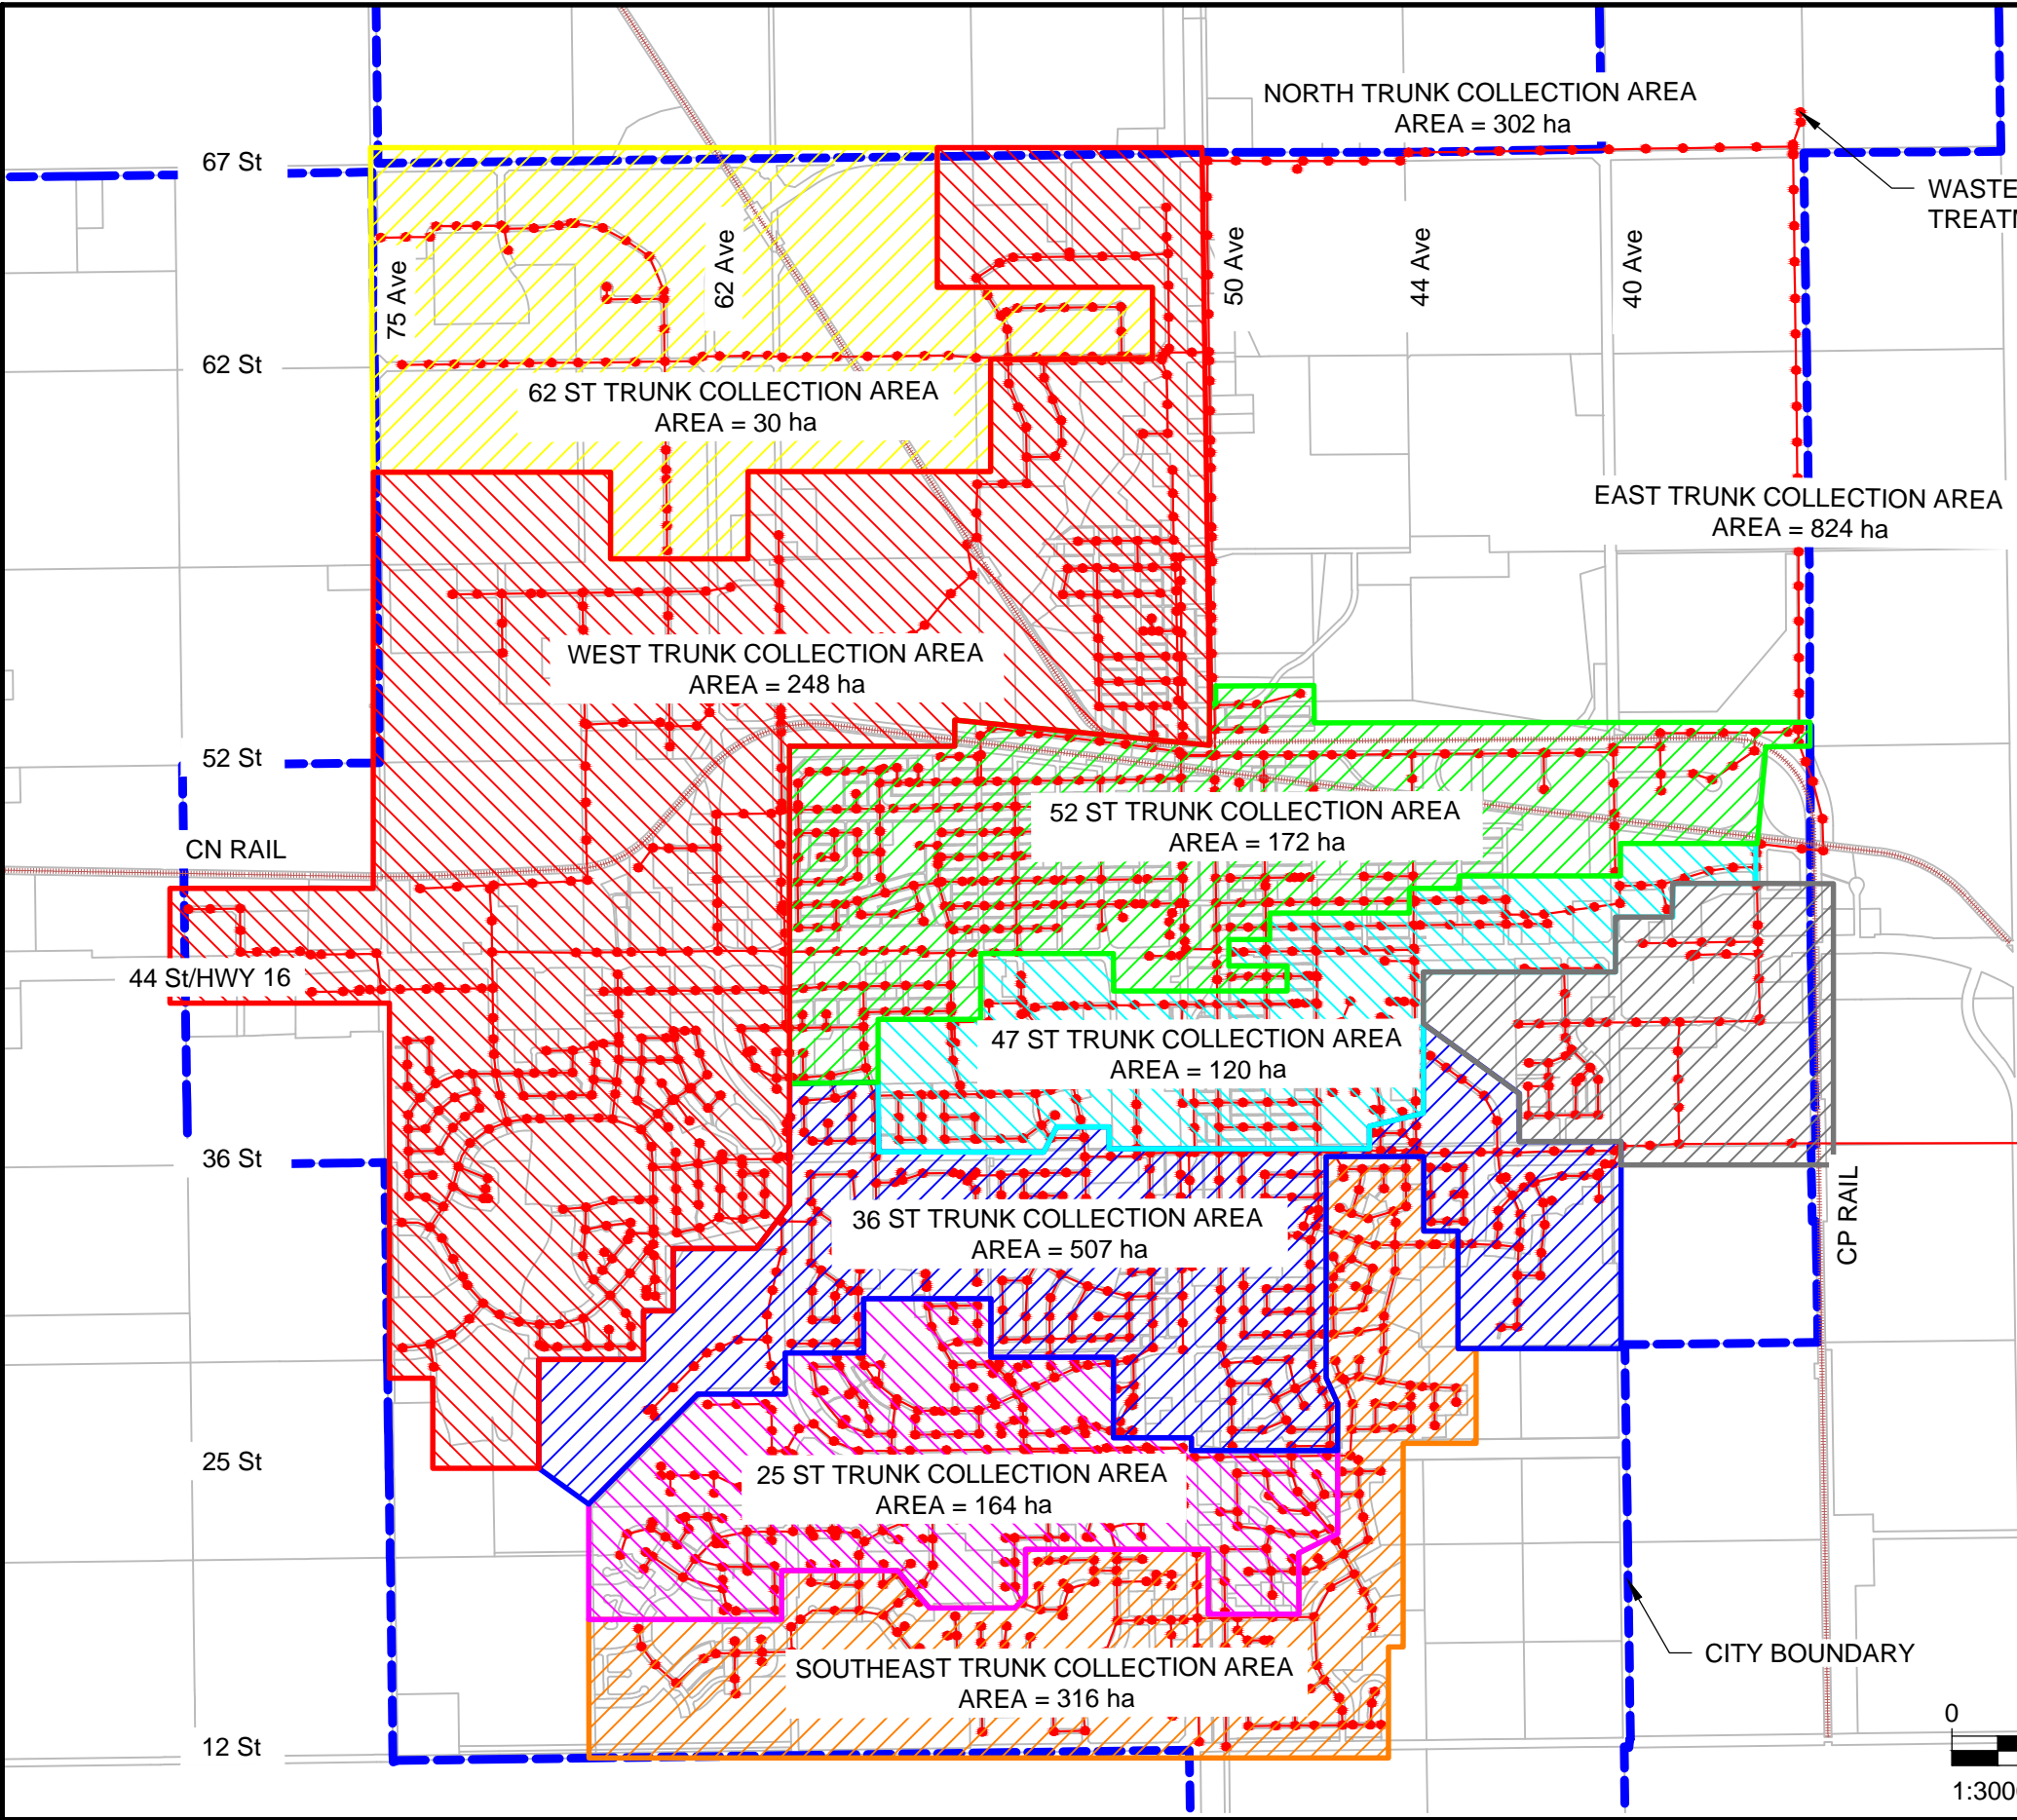 NORTH TRUNK COLLECTION AREA
AREA = 302 ha
67 St
WASTE
TREATM
75 Ave
62 Ave
50 Ave
44 Ave
40 Ave
62 St
62 ST TRUNK COLLECTION AREA
AREA = 30 ha
EAST TRUNK COLLECTION AREA
AREA = 824 ha
WEST TRUNK COLLECTION AREA
AREA = 248 ha
52 St
52 ST TRUNK COLLECTION AREA
AREA = 172 ha
CN RAIL
44 St/HWY 16
47 ST TRUNK COLLECTION AREA
AREA = 120 ha
36 St
CP RAIL
36 ST TRUNK COLLECTION AREA
AREA = 507 ha
25 St
25 ST TRUNK COLLECTION AREA
AREA = 164 ha
CITY BOUNDARY
SOUTHEAST TRUNK COLLECTION AREA
AREA = 316 ha
12 St
0
1:3000